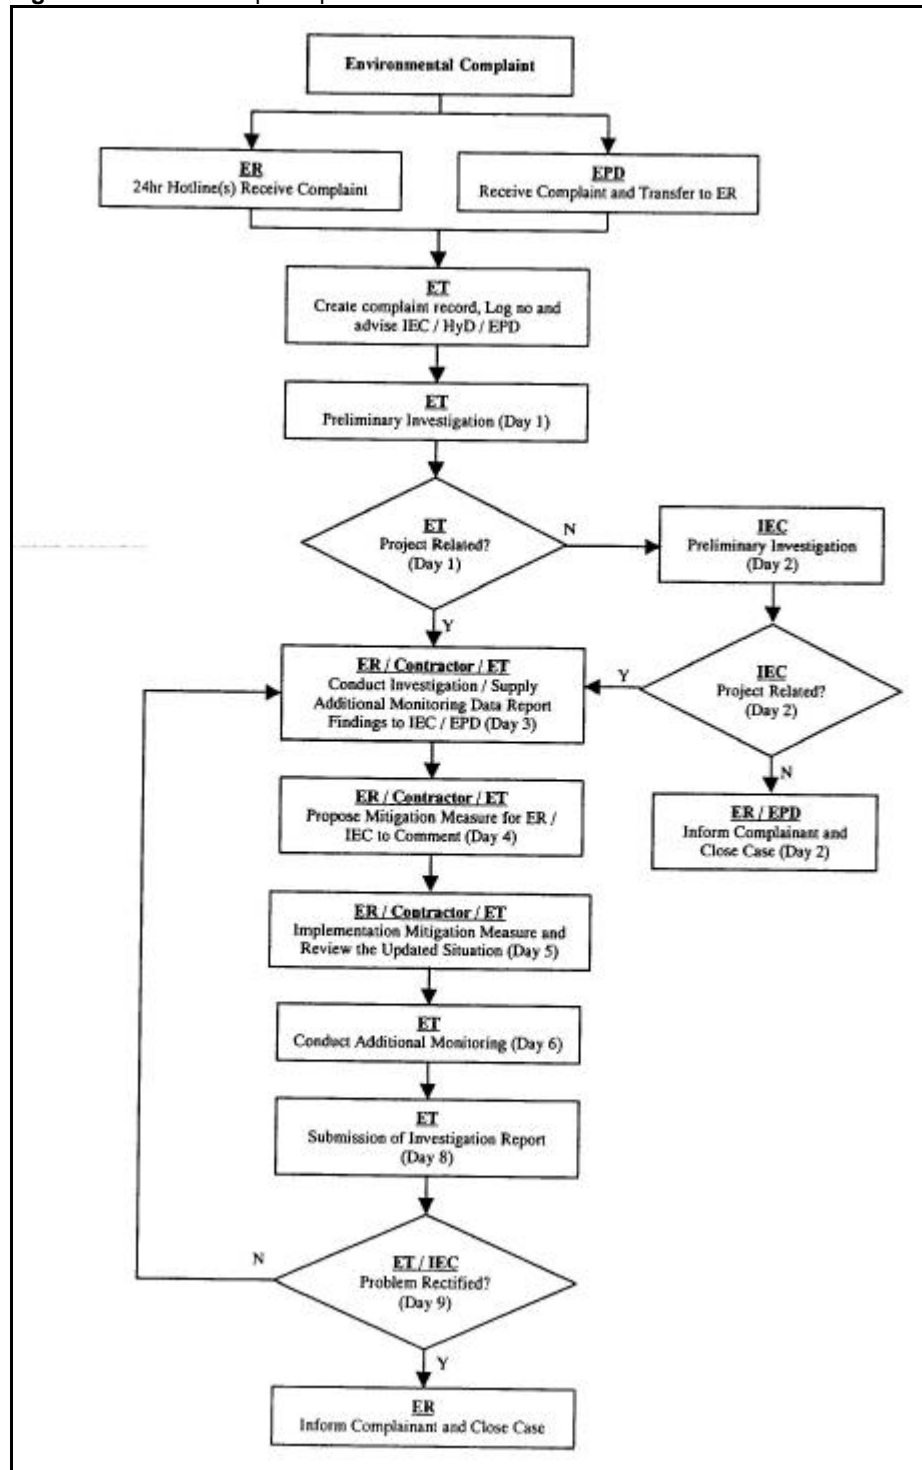 Environmental Complaint
ER
24hr Hotline(s) Receive Complaint
EPD
Receive Complaint and Transfer to ER
ET
Create complaint record, Log no and
advise IEC / HyD / EPD
ET
Preliminary Investigation (Day 1)
ET
Project Related?
(Day 1)
N
IEC
Preliminary Investigation
(Day 2)
Y
ER / Contractor / ET
Conduct Investigation / Supply
Additional Monitoring Data Report
Findings to IEC / EPD (Day 3)
Y
IEC
Project Related?
(Day 2)
N
ER / Contractor / ET
Propose Mitigation Measure for ER /
IEC to Comment (Day 4)
ER / EPD
Inform Complainant and
Close Case (Day 2)
ER / Contractor / ET
Implementation Mitigation Measure and
Review the Updated Situation (Day 5)
ET
Conduct Additional Monitoring (Day 6)
ET
Submission of Investigation Report
(Day 8)
N
ET / IEC
Problem Rectified?
(Day 9)
Y
ER
Inform Complainant and Close Case